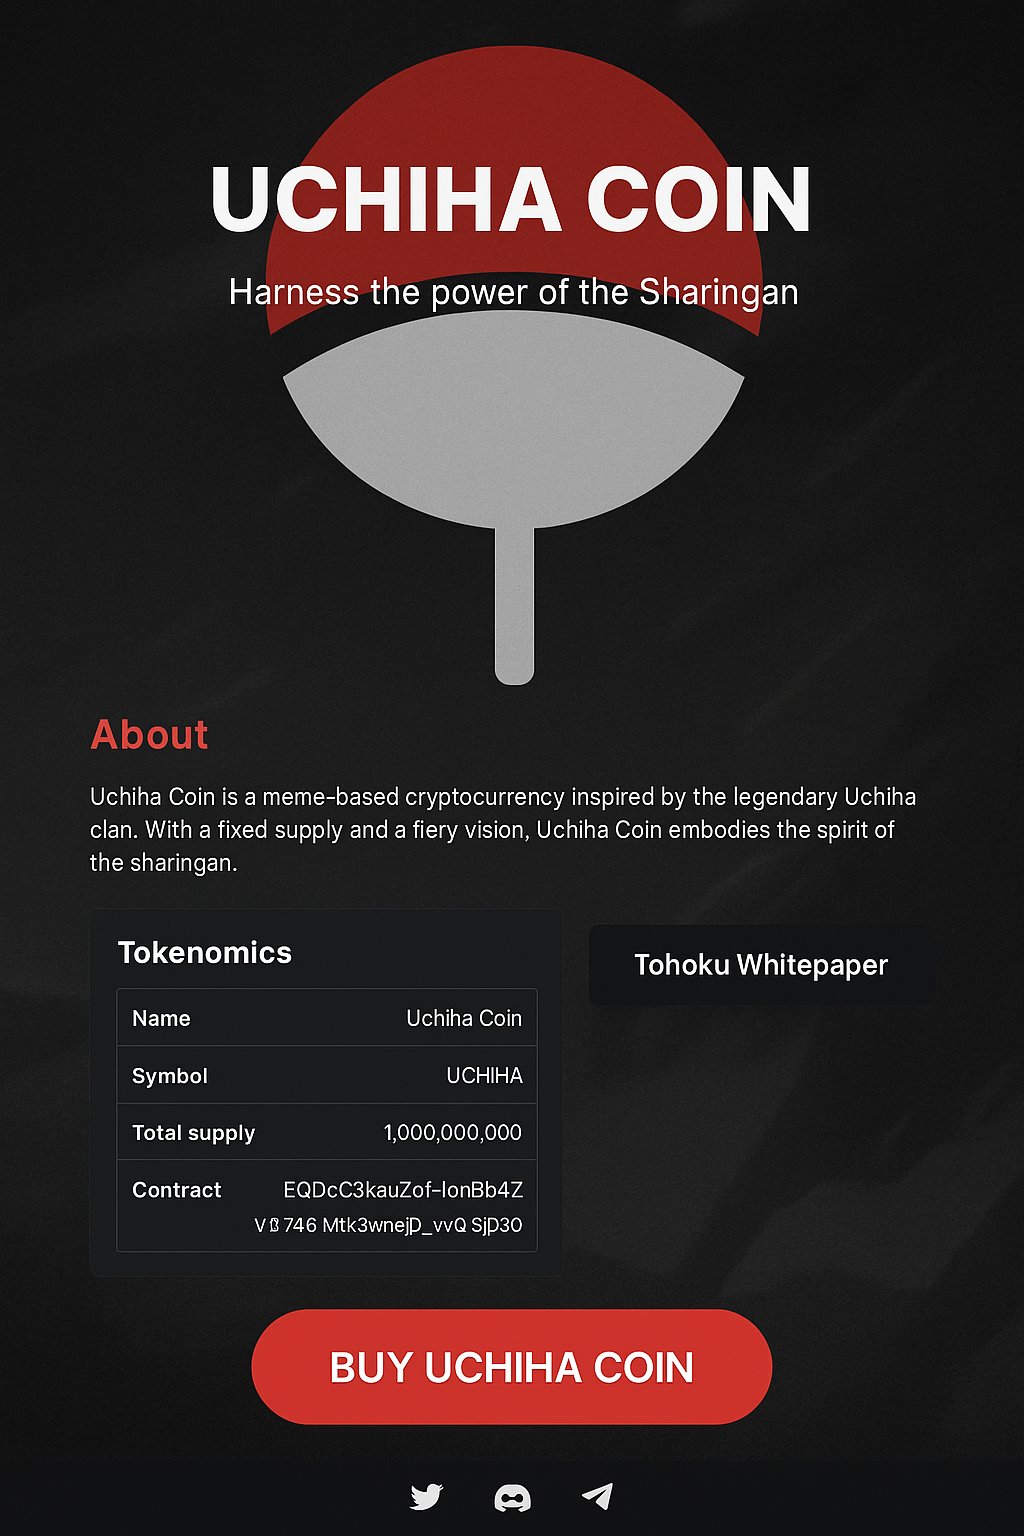 UCHIHA COIN
Harness the power of the Sharingan
About
Uchiha Coin is a meme-based cryptocurrency inspired by the legendary Uchiha
clan. With a fixed supply and a fiery vision, Uchiha Coin embodies the spirit of
the sharingan.
Tokenomics
Tohoku Whitepaper
Name Uchiha Coin
Symbol UCHIHA
Total supply 1,000,000,000
Contract EQDcC3kauZof-lonBb4Z
746 Mtk3wnejD_vvQ SjD30
BUY UCHIHA COIN